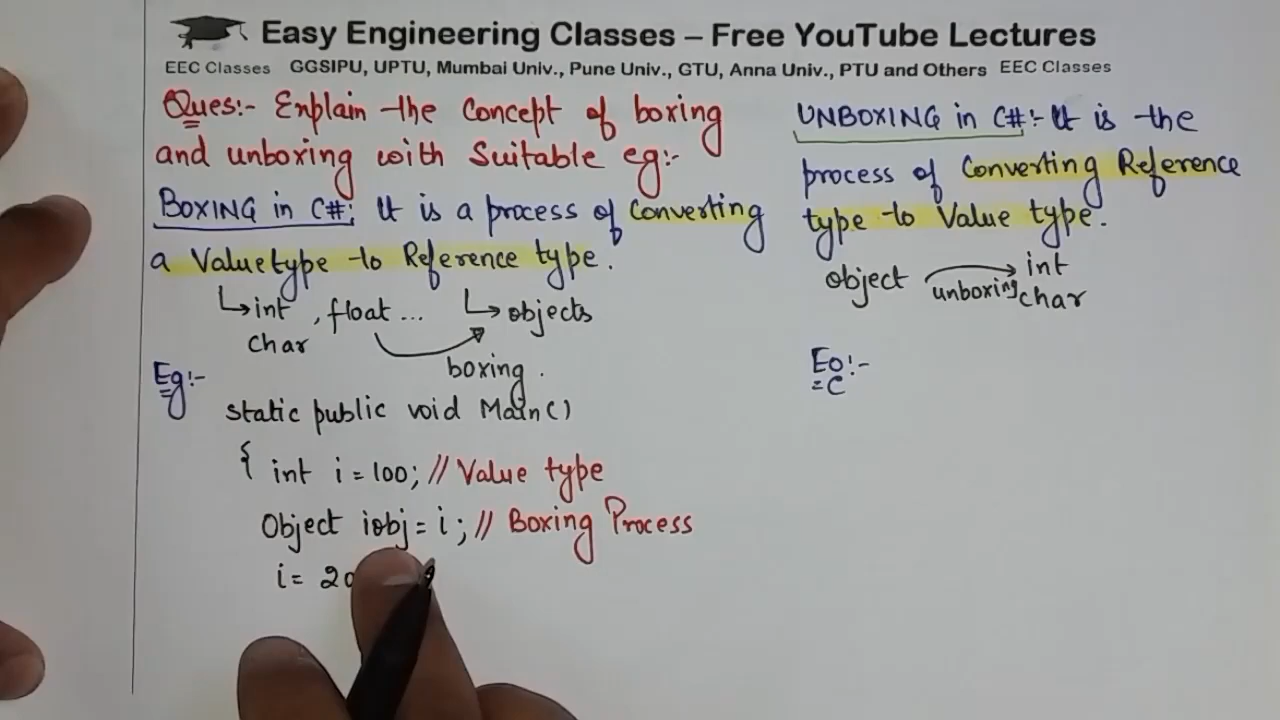 Easy Engineering Classes – Free YouTube Lectures
EEC Classes GGSIPU, UPTU, Mumbai Univ., Pune Univ., GTU, Anna Univ., PTU and Others EEC Classes
Ques:- Explain the Concept of boxing
and unboxing with Suitable eg:-
BOXING in C#: It is a process of Converting
a Valuetype to Reference type.
int, float... objects
char
boxing.
Eg:-
static public void Main()
{ int i = 100; // Value type
Object iobj = i; // Boxing Process
i = 20
UNBOXING in C#:- It is the
process of Converting Reference
type to Value type.
object unboxing int
char